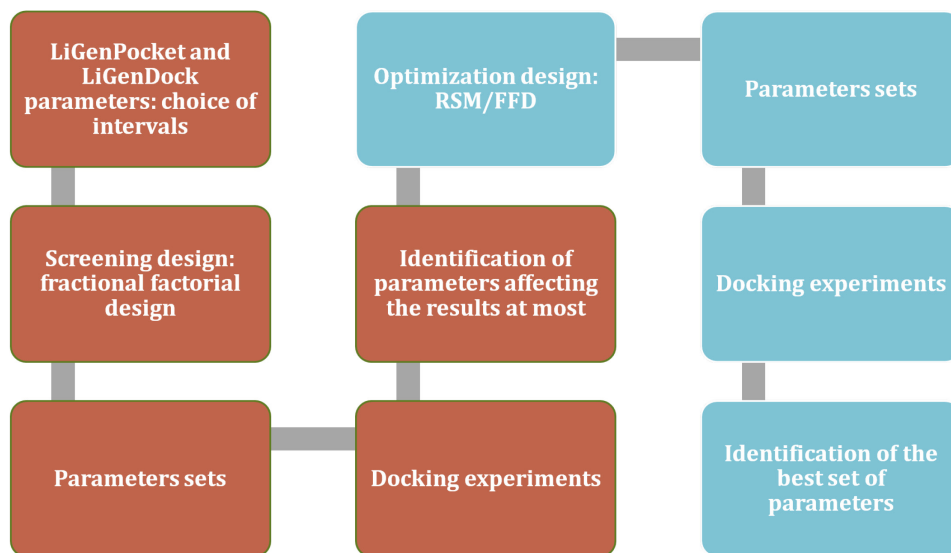 LiGenPocket and
LiGenDock
parameters: choice of
intervals
Screening design:
fractional factorial
design
Parameters sets
Docking experiments
Identification of
parameters affecting
the results at most
Optimization design:
RSM/FFD
Parameters sets
Docking experiments
Identification of the
best set of
parameters